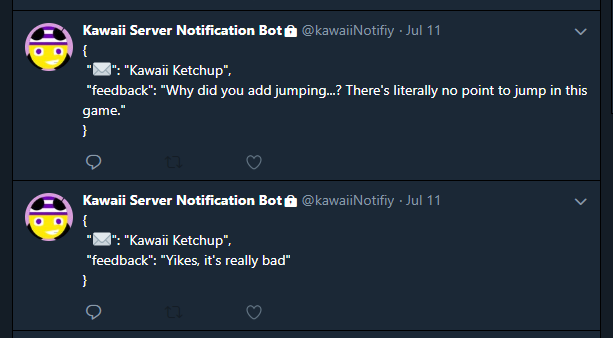 Kawaii Server Notification Bot🔒 @kawaiiNotifiy · Jul 11
{
"✉️": "Kawaii Ketchup",
"feedback": "Why did you add jumping...? There's literally no point to jump in this
game."
}
Kawaii Server Notification Bot🔒 @kawaiiNotifiy · Jul 11
{
"✉️": "Kawaii Ketchup",
"feedback": "Yikes, it's really bad"
}